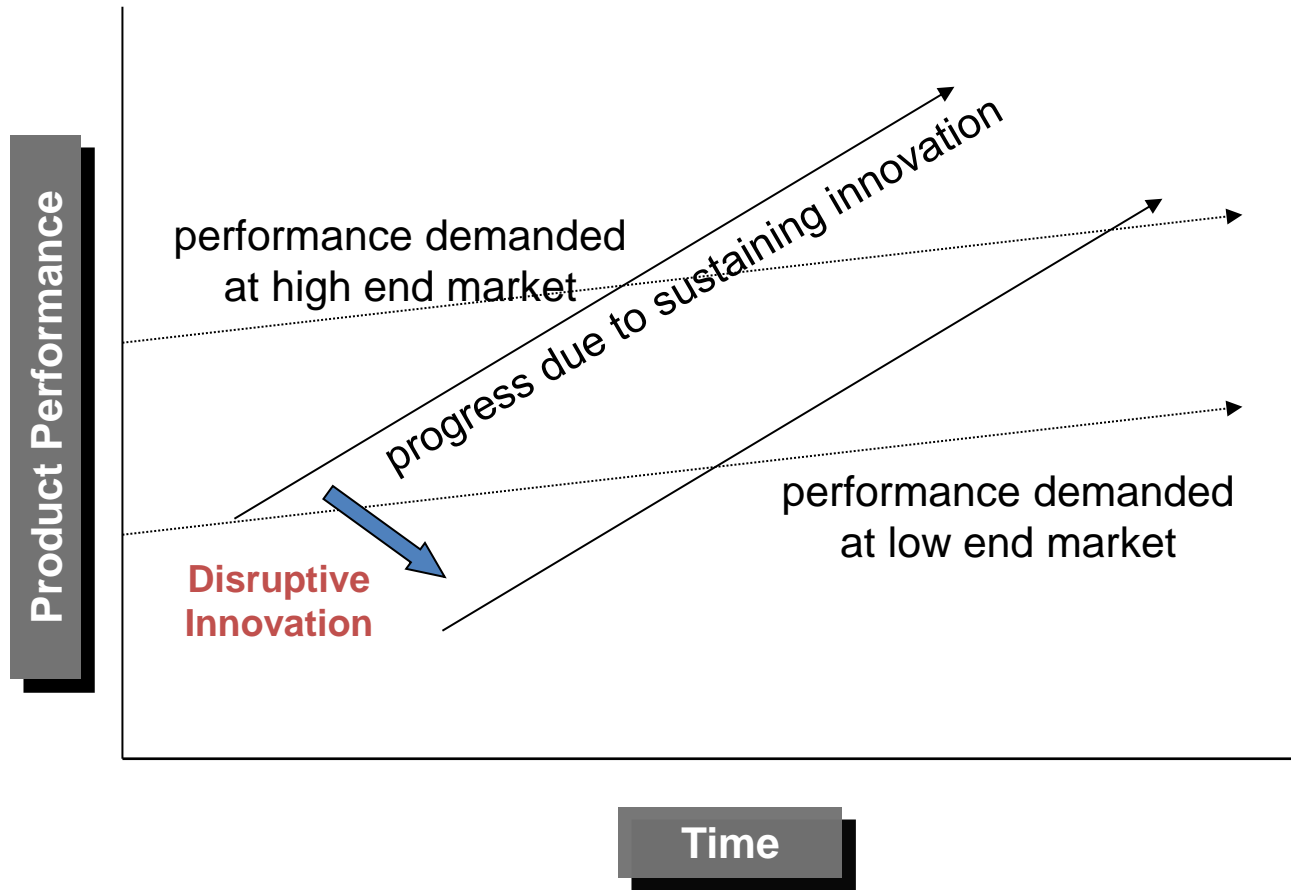 Product Performance
performance demanded
at high end market
progress due to sustaining innovation
performance demanded
at low end market
Disruptive
Innovation
Time